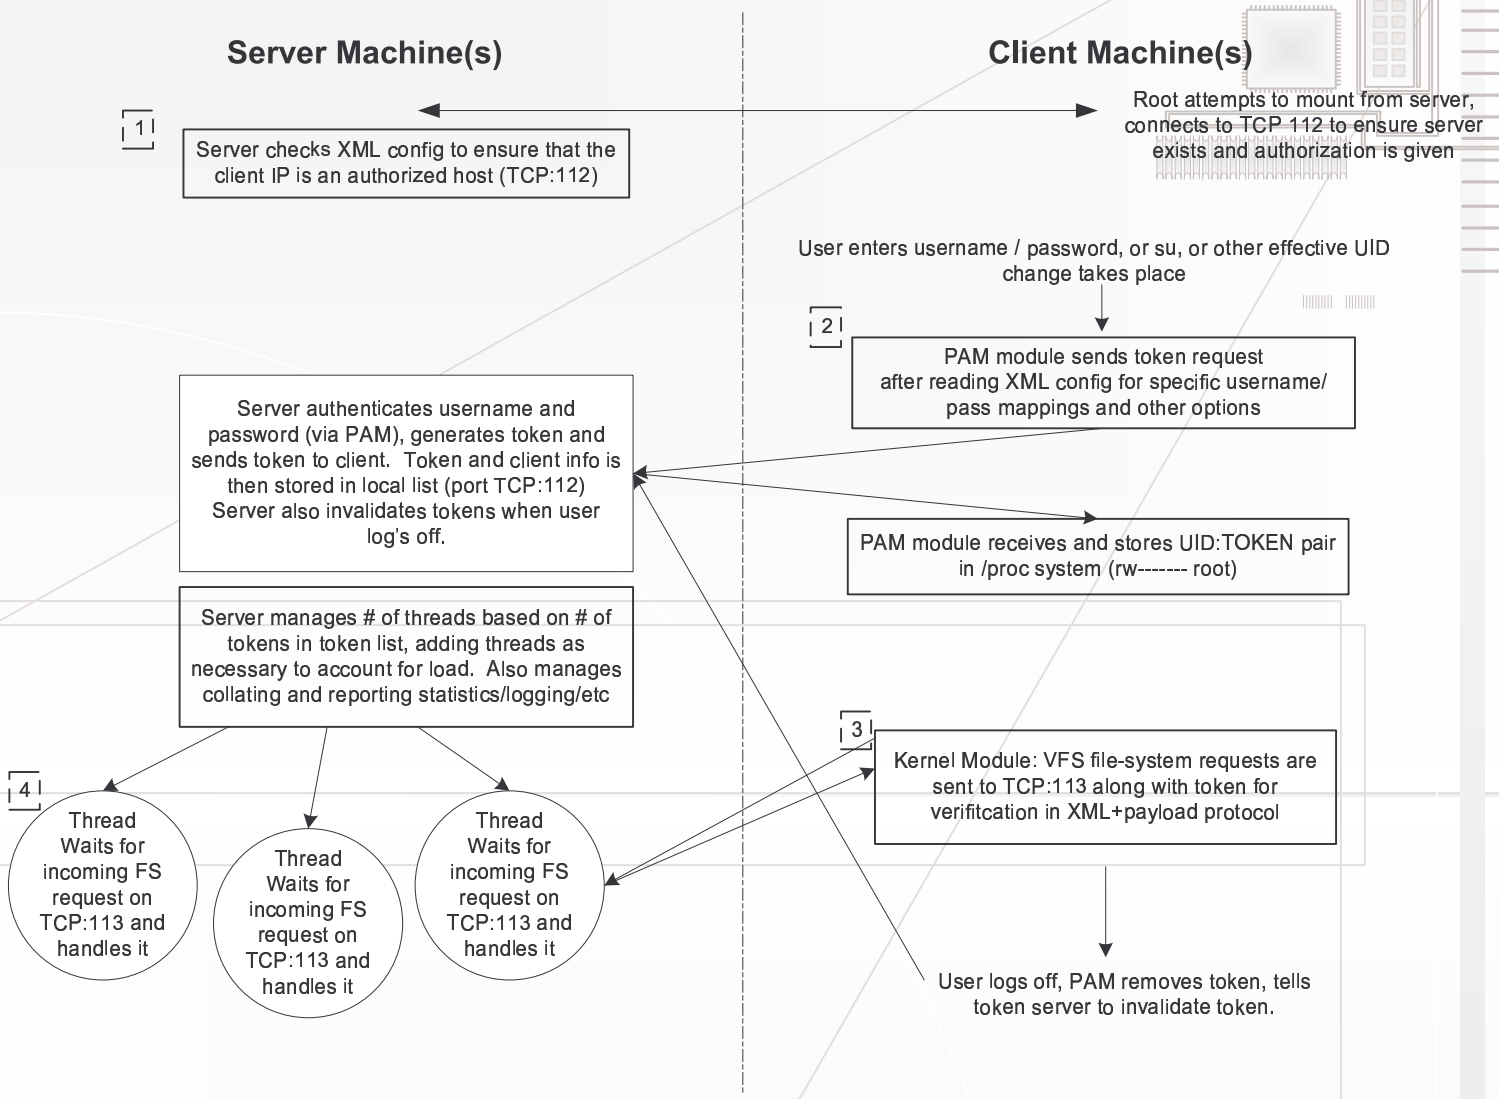 Server Machine(s)
Client Machine(s)
1
Server checks XML config to ensure that the
client IP is an authorized host (TCP:112)
Root attempts to mount from server,
connects to TCP 112 to ensure server
exists and authorization is given
User enters username / password, or su, or other effective UID
change takes place
2
PAM module sends token request
after reading XML config for specific username/
pass mappings and other options
Server authenticates username and
password (via PAM), generates token and
sends token to client.  Token and client info is
then stored in local list (port TCP:112)
Server also invalidates tokens when user
log's off.
PAM module receives and stores UID:TOKEN pair
in /proc system (rw------- root)
Server manages # of threads based on # of
tokens in token list, adding threads as
necessary to account for load.  Also manages
collating and reporting statistics/logging/etc
3
Kernel Module: VFS file-system requests are
sent to TCP:113 along with token for
verifitcation in XML+payload protocol
4
Thread
Waits for
incoming FS
request on
TCP:113 and
handles it
Thread
Waits for
incoming FS
request on
TCP:113 and
handles it
Thread
Waits for
incoming FS
request on
TCP:113 and
handles it
User logs off, PAM removes token, tells
token server to invalidate token.